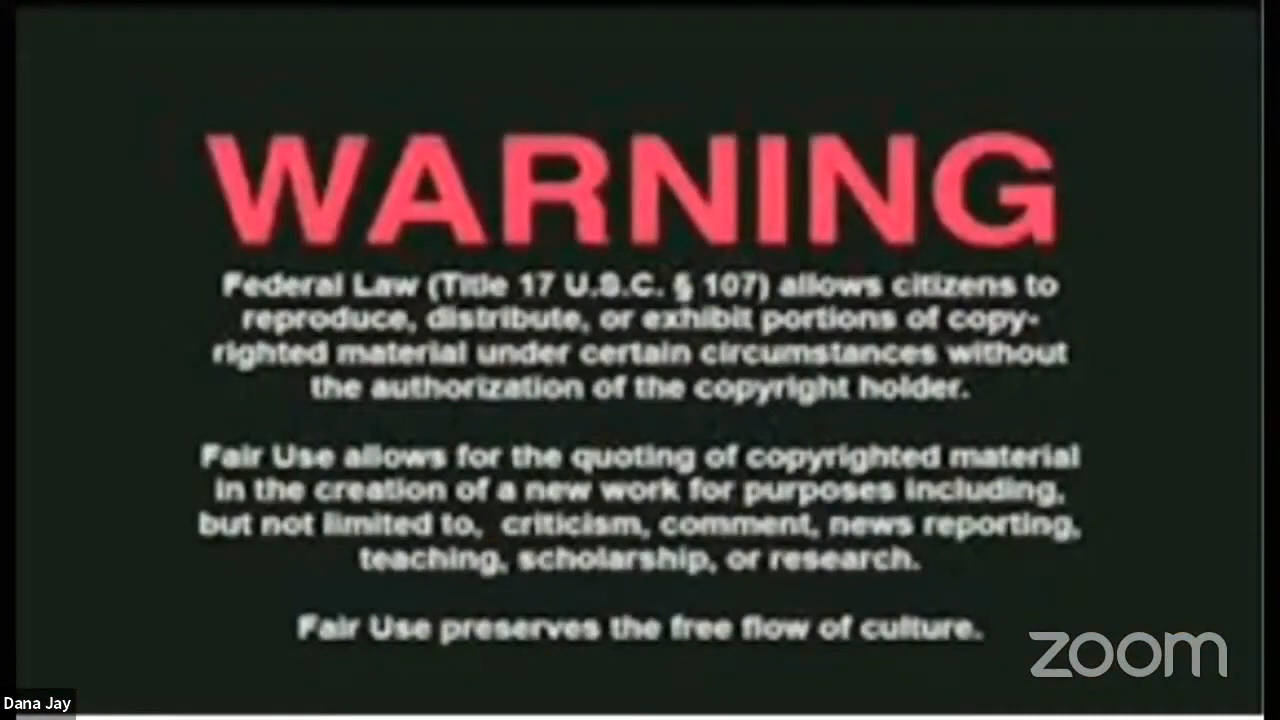 WARNING
Federal Law (Title 17 U.S.C. § 107) allows citizens to
reproduce, distribute, or exhibit portions of copy-
righted material under certain circumstances without
the authorization of the copyright holder.
Fair Use allows for the quoting of copyrighted material
in the creation of a new work for purposes including,
but not limited to, criticism, comment, news reporting,
teaching, scholarship, or research.
Fair Use preserves the free flow of culture.
zoom
Dana Jay